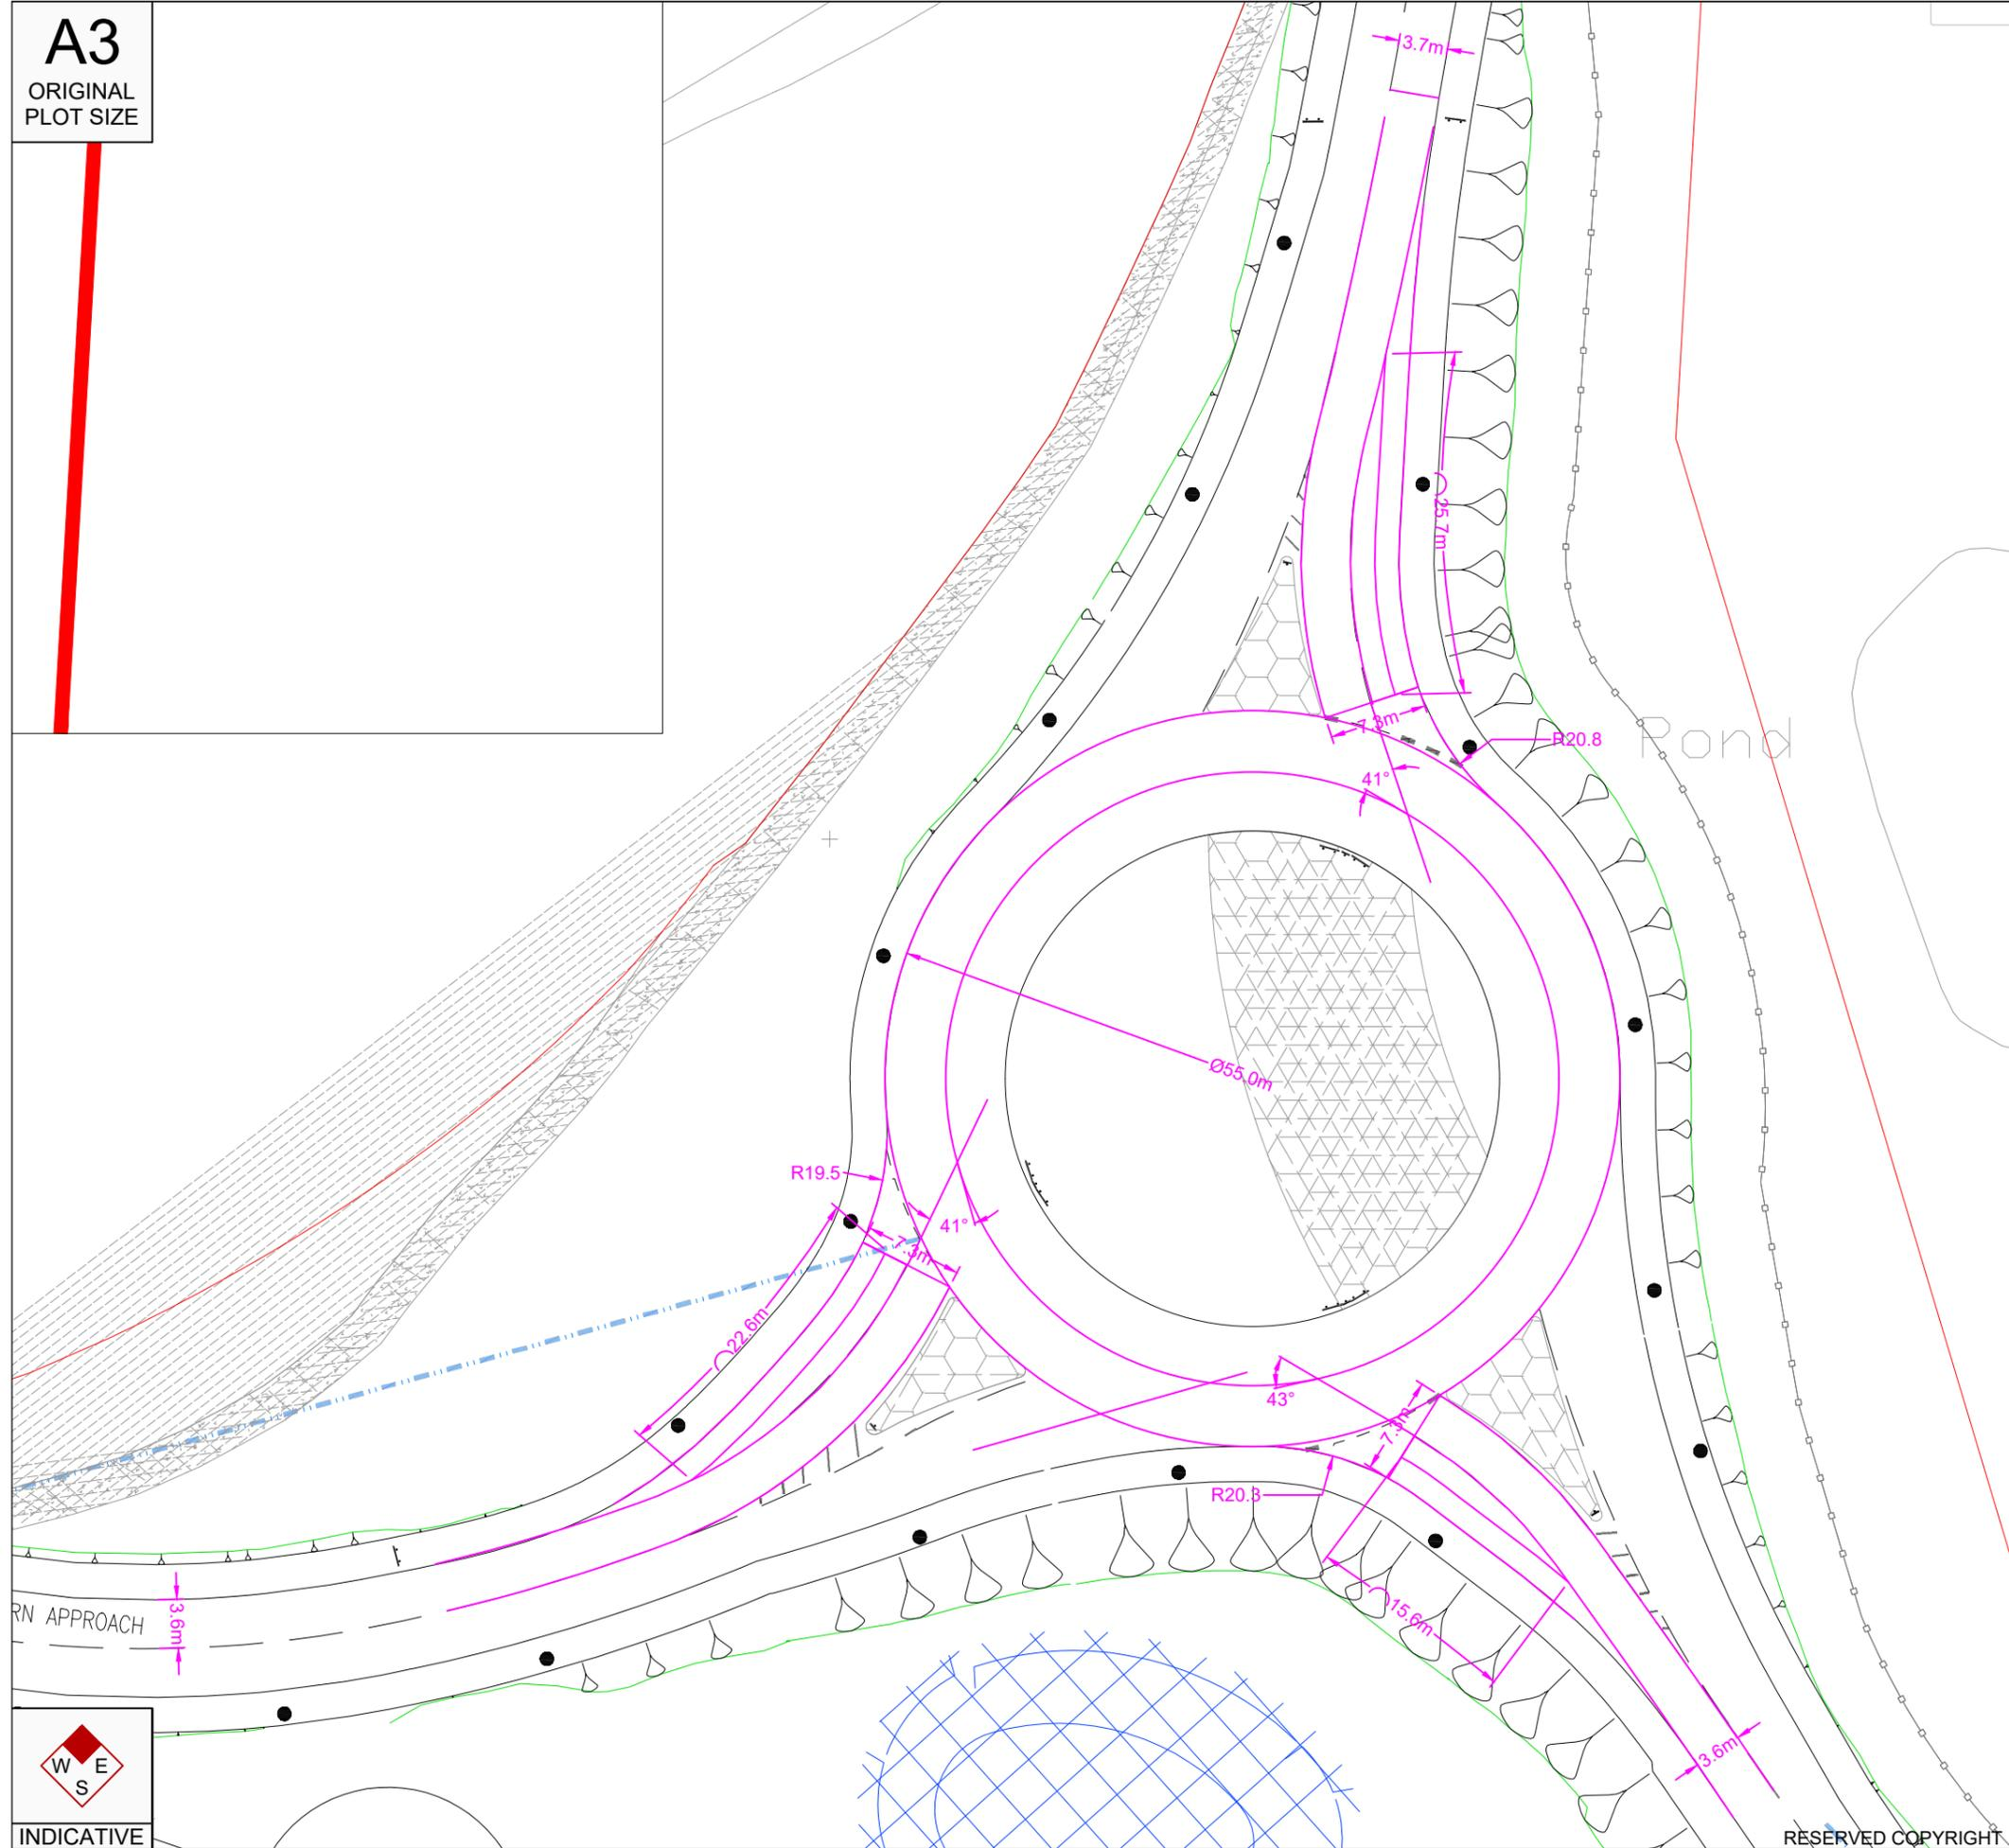 A3
ORIGINAL
PLOT SIZE
3.7m
25.7m
Pond
7.3m
R20.8
41°
Ø55.0m
R19.5
41°
7.3m
22.6m
43°
7.3m
R20.3
15.6m
RN APPROACH
3.6m
3.6m
W E
S
INDICATIVE
RESERVED COPYRIGHT